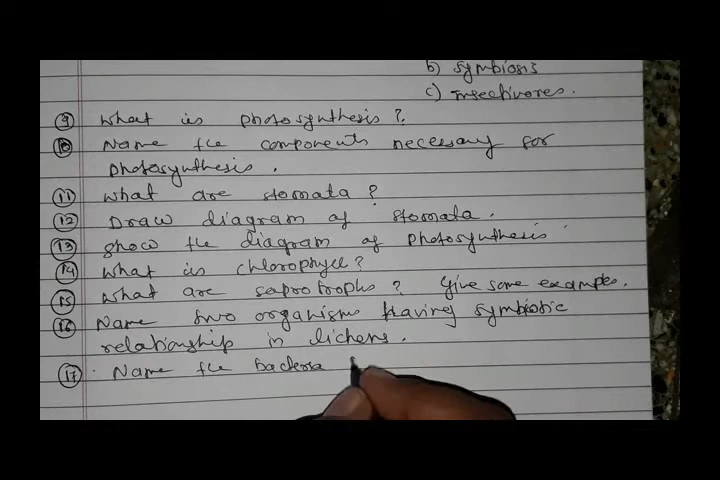 b) symbiosis
c) insectivores.
9 What is photosynthesis?
10 Name the components necessary for
photosynthesis.
11 What are stomata?
12 Draw diagram of stomata.
13 Show the diagram of photosynthesis
14 What is chlorophyll?
15 What are saprotrophs? Give some examples.
16 Name two organisms having symbiotic
relationship in lichens.
17 Name the bacteria